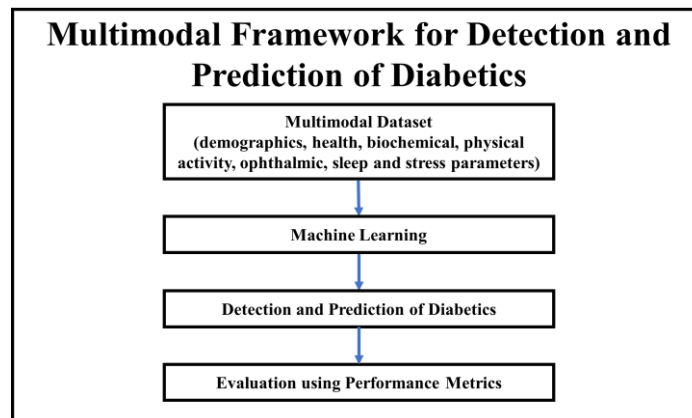 Multimodal Framework for Detection and
Prediction of Diabetics
Multimodal Dataset
(demographics, health, biochemical, physical
activity, ophthalmic, sleep and stress parameters)
Machine Learning
Detection and Prediction of Diabetics
Evaluation using Performance Metrics